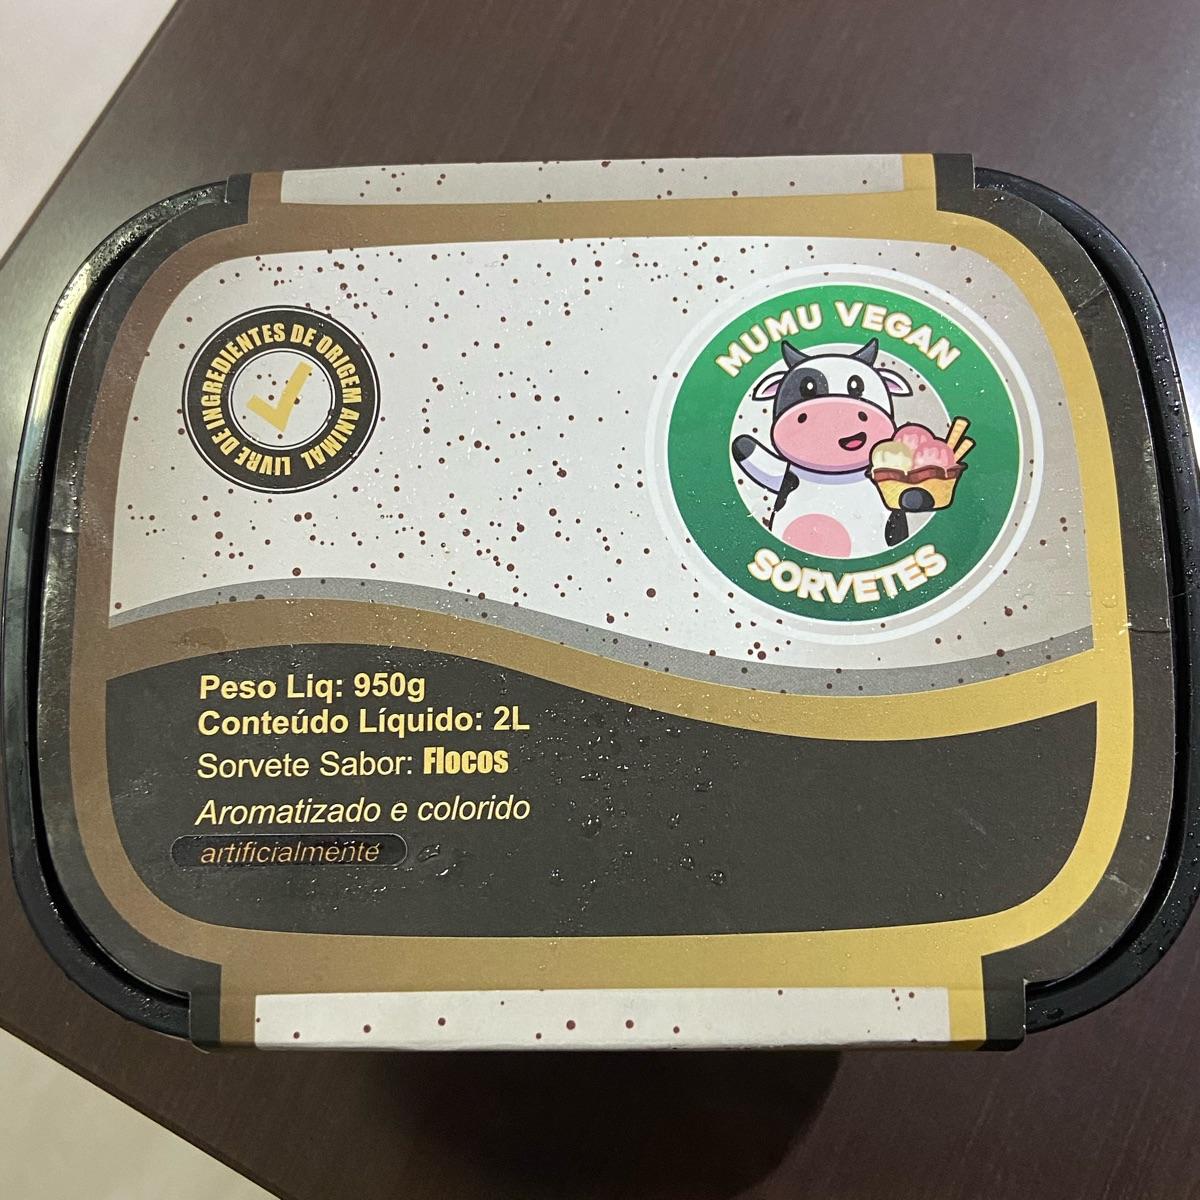 LIVRE DE INGREDIENTES DE ORIGEM ANIMAL
MUMU VEGAN
SORVETES
Peso Liq: 950g
Conteúdo Líquido: 2L
Sorvete Sabor: Flocos
Aromatizado e colorido
artificialmente